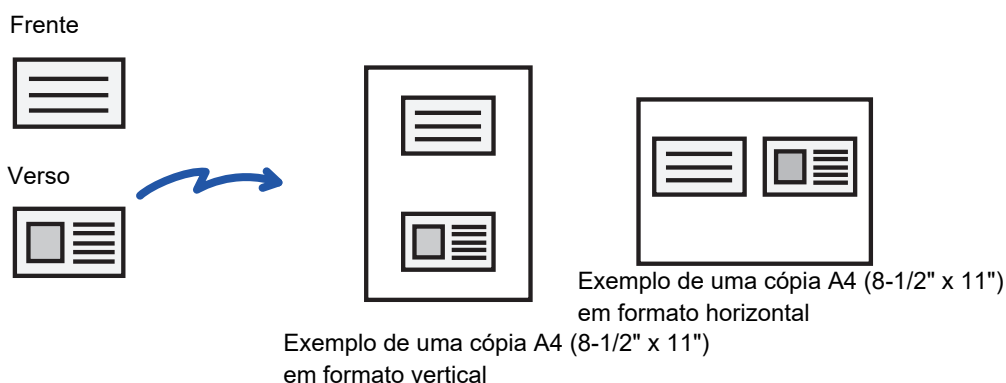 Frente
Verso
Exemplo de uma cópia A4 (8-1/2" x 11")
em formato vertical
Exemplo de uma cópia A4 (8-1/2" x 11")
em formato horizontal